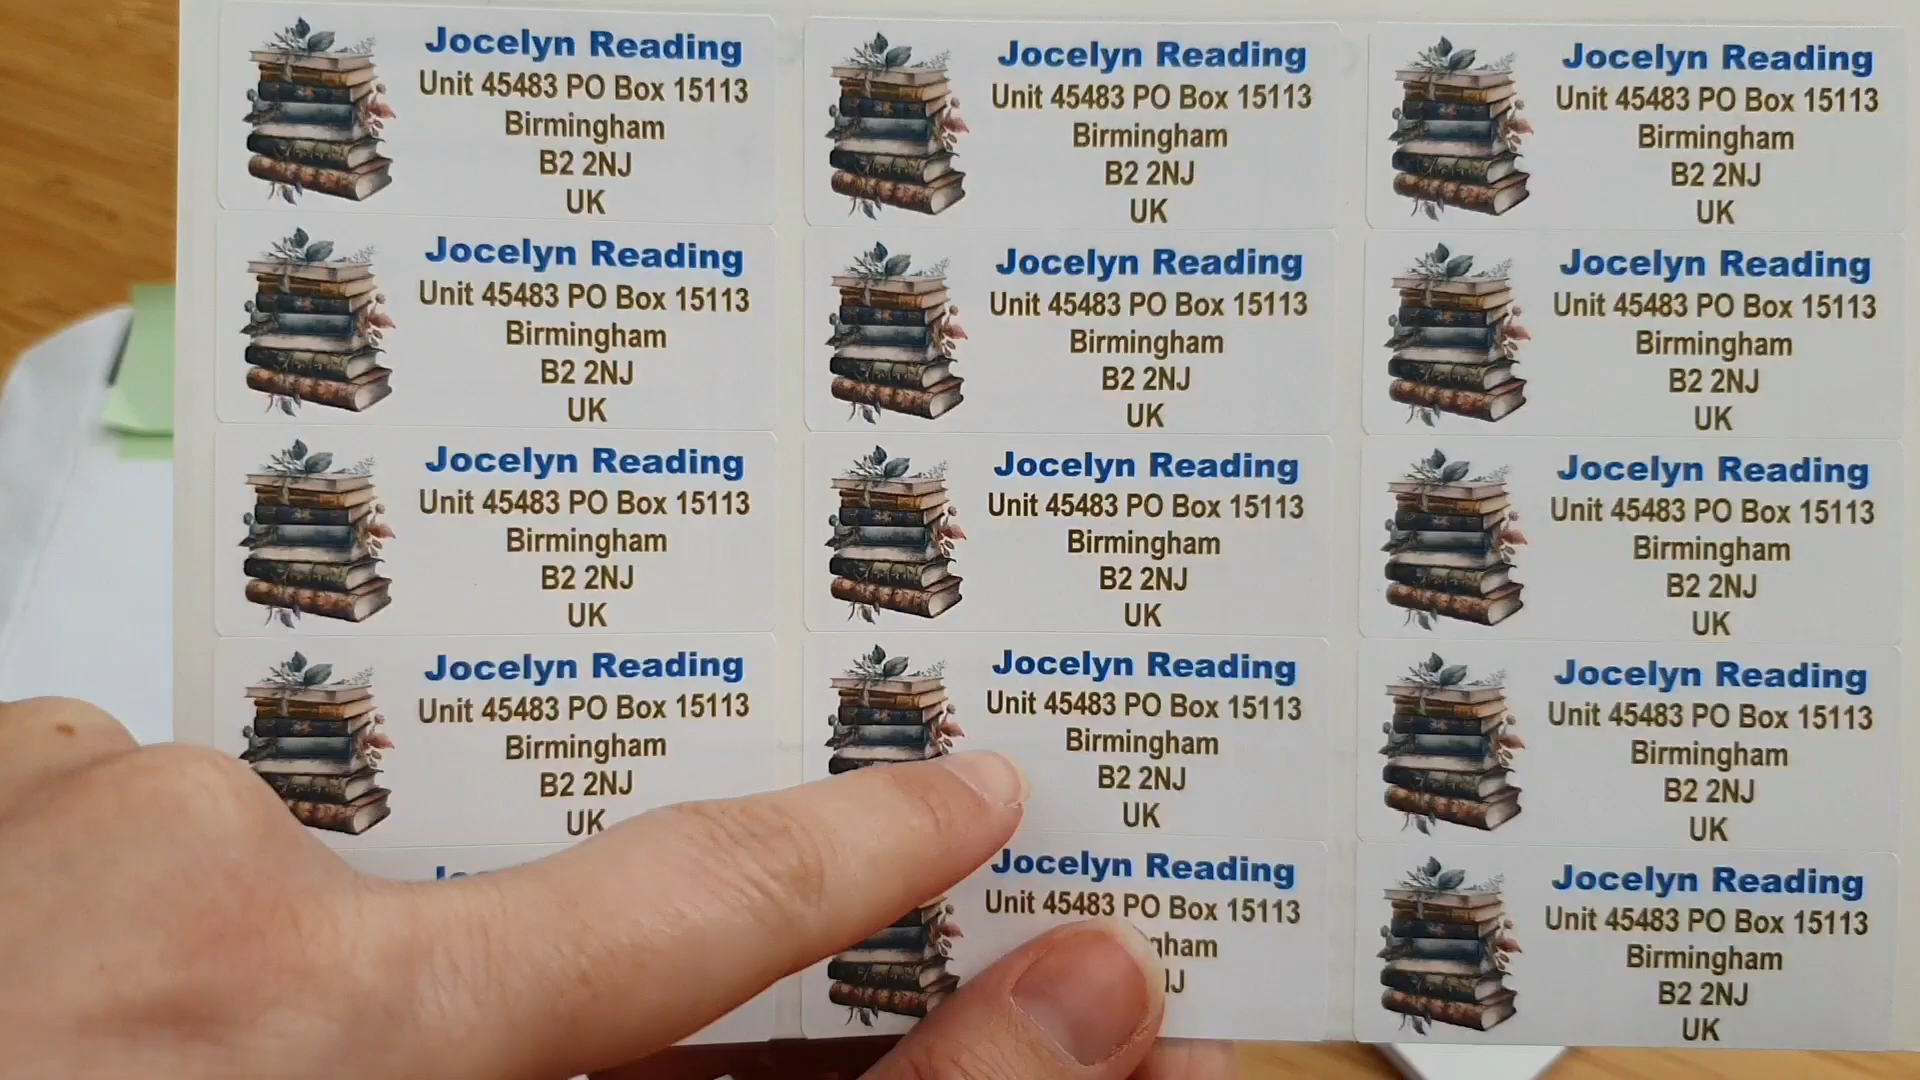 Jocelyn Reading
Unit 45483 PO Box 15113
Birmingham
B2 2NJ
UK
Jocelyn Reading
Unit 45483 PO Box 15113
Birmingham
B2 2NJ
UK
Jocelyn Reading
Unit 45483 PO Box 15113
Birmingham
B2 2NJ
UK
Jocelyn Reading
Unit 45483 PO Box 15113
Birmingham
B2 2NJ
UK
Jocelyn Reading
Unit 45483 PO Box 15113
Birmingham
B2 2NJ
UK
Jocelyn Reading
Unit 45483 PO Box 15113
Birmingham
B2 2NJ
UK
Jocelyn Reading
Unit 45483 PO Box 15113
Birmingham
B2 2NJ
UK
Jocelyn Reading
Unit 45483 PO Box 15113
Birmingham
B2 2NJ
UK
Jocelyn Reading
Unit 45483 PO Box 15113
Birmingham
B2 2NJ
UK
Jocelyn Reading
Unit 45483 PO Box 15113
Birmingham
B2 2NJ
UK
Jocelyn Reading
Unit 45483 PO Box 15113
Birmingham
B2 2NJ
UK
Jocelyn Reading
Unit 45483 PO Box 15113
Birmingham
B2 2NJ
UK
Jocelyn Reading
Unit 45483 PO Box 15113
Jocelyn Reading
Unit 45483 PO Box 15113
Birmingham
B2 2NJ
UK